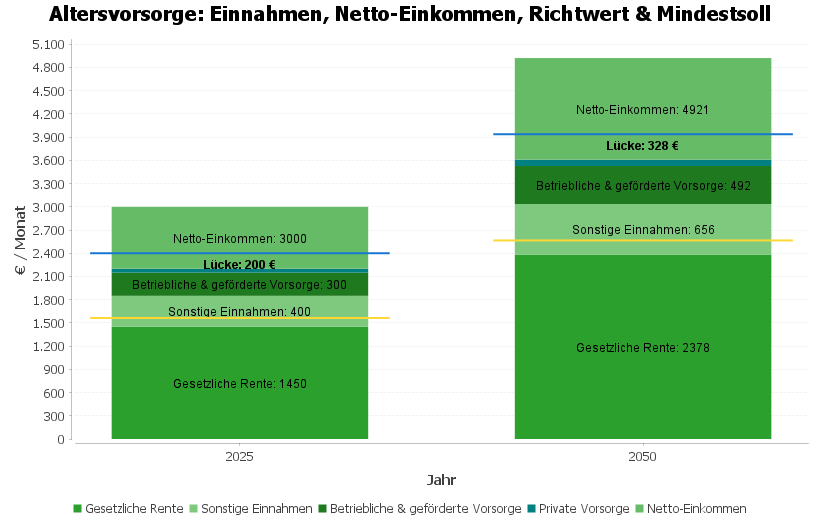 Altersvorsorge: Einnahmen, Netto-Einkommen, Richtwert & Mindestsoll
5.100
4.800
4.500
4.200
3.900
3.600
3.300
3.000
2.700
2.400
2.100
1.800
1.500
1.200
900
600
300
0
€ / Monat
Netto-Einkommen: 3000
Lücke: 200 €
Betriebliche & geförderte Vorsorge: 300
Sonstige Einnahmen: 400
Gesetzliche Rente: 1450
Netto-Einkommen: 4921
Lücke: 328 €
Betriebliche & geförderte Vorsorge: 492
Sonstige Einnahmen: 656
Gesetzliche Rente: 2378
2025
2050
Jahr
Gesetzliche Rente Sonstige Einnahmen Betriebliche & geförderte Vorsorge Private Vorsorge Netto-Einkommen